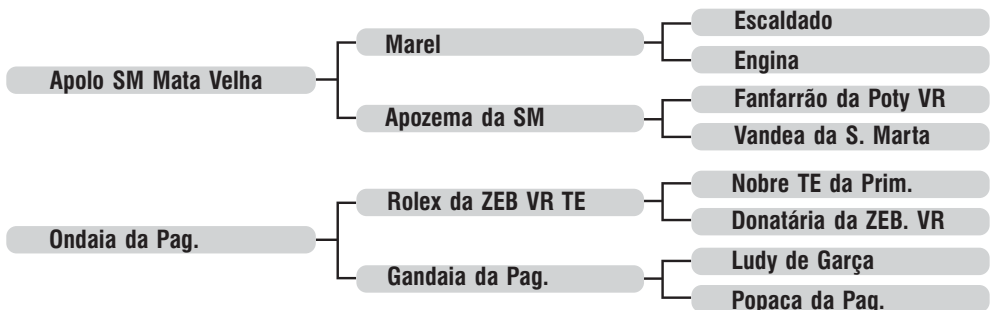 Escaldado
Marel
Engina
Apolo SM Mata Velha
Fanfarrão da Poty VR
Apozema da SM
Vandea da S. Marta
Nobre TE da Prim.
Rolex da ZEB VR TE
Donatária da ZEB. VR
Ondaia da Pag.
Ludy de Garça
Gandaia da Pag.
Popaca da Pag.